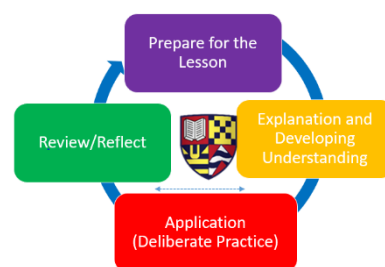 Prepare for the
Lesson
Explanation and
Developing
Understanding
Application
(Deliberate Practice)
Review/Reflect